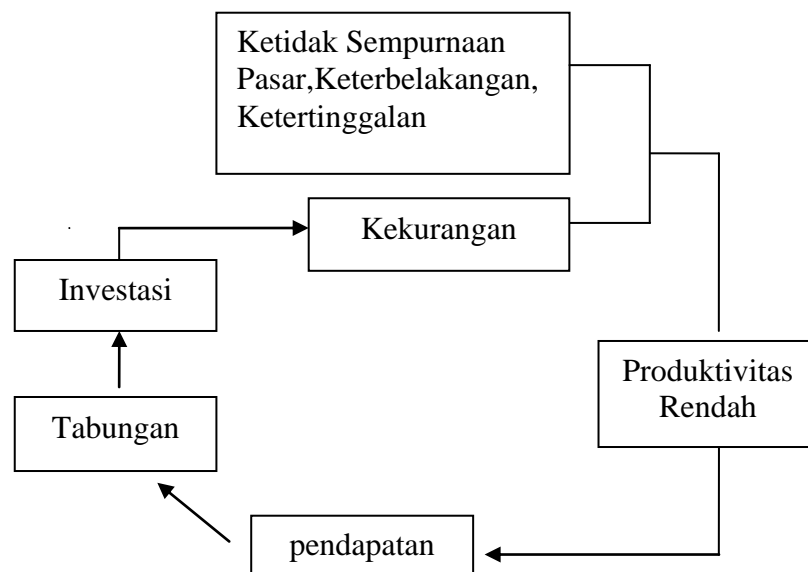 Ketidak Sempurnaan
Pasar,Keterbelakangan,
Ketertinggalan
Kekurangan
Investasi
Produktivitas
Rendah
Tabungan
pendapatan